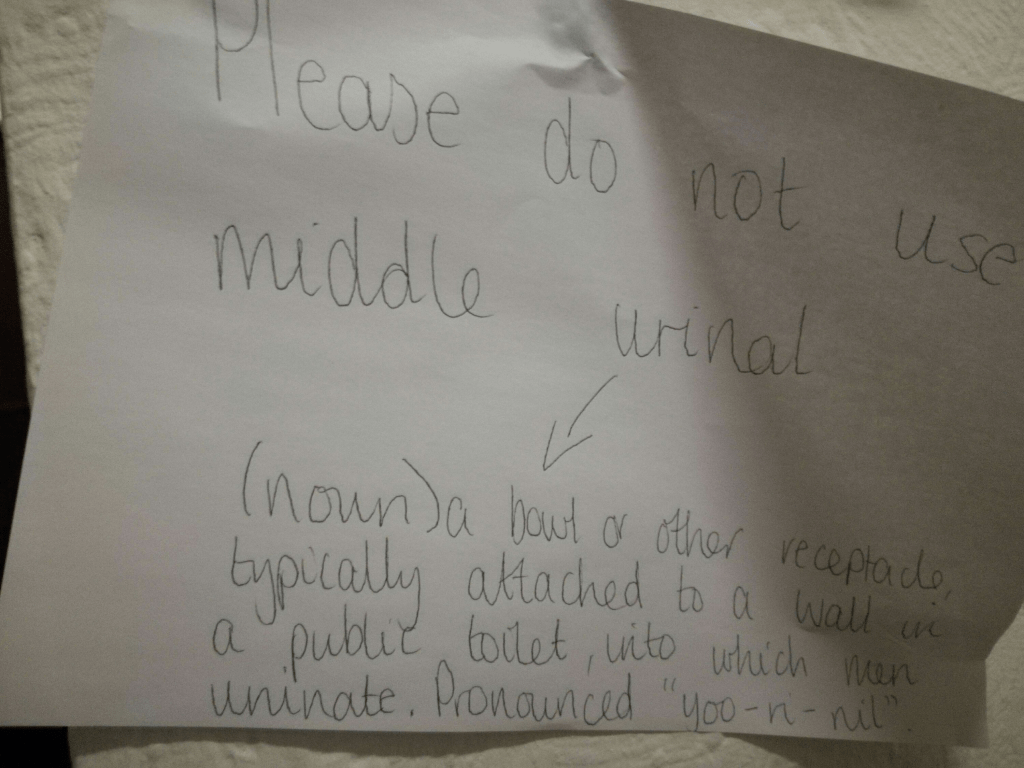 Please do not use
middle urinal
(noun) a bowl or other receptacle,
typically attached to a wall in
a public toilet, into which men
urinate. Pronounced "yoo-ri-nil".